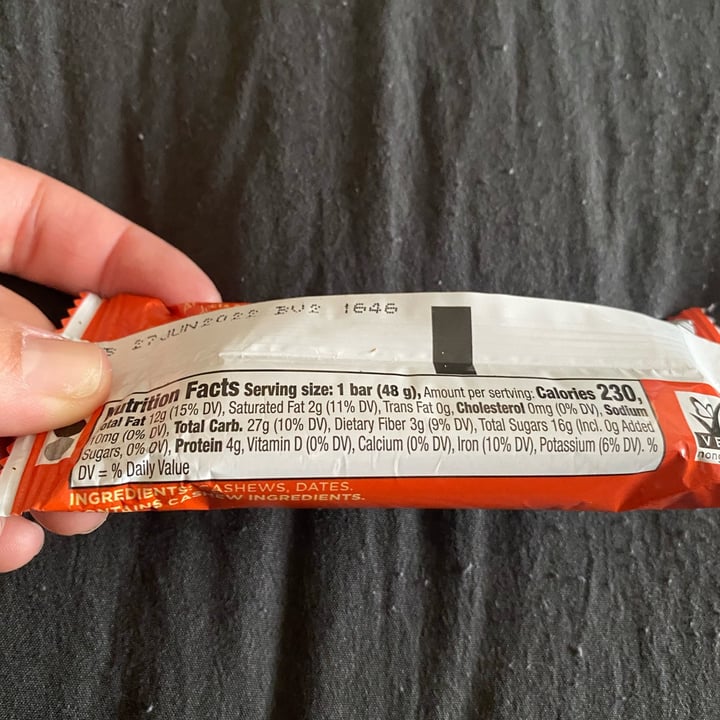 27JUN2022 BU2 1646
Nutrition Facts Serving size: 1 bar (48 g), Amount per serving: Calories 230,
Total Fat 12g (15% DV), Saturated Fat 2g (11% DV), Trans Fat 0g, Cholesterol 0mg (0% DV), Sodium
10mg (0% DV), Total Carb. 27g (10% DV), Dietary Fiber 3g (9% DV), Total Sugars 16g (Incl. 0g Added
Sugars, 0% DV), Protein 4g, Vitamin D (0% DV), Calcium (0% DV), Iron (10% DV), Potassium (6% DV). %
DV = % Daily Value
INGREDIENTS: CASHEWS, DATES.
CONTAINS CASHEW INGREDIENTS.